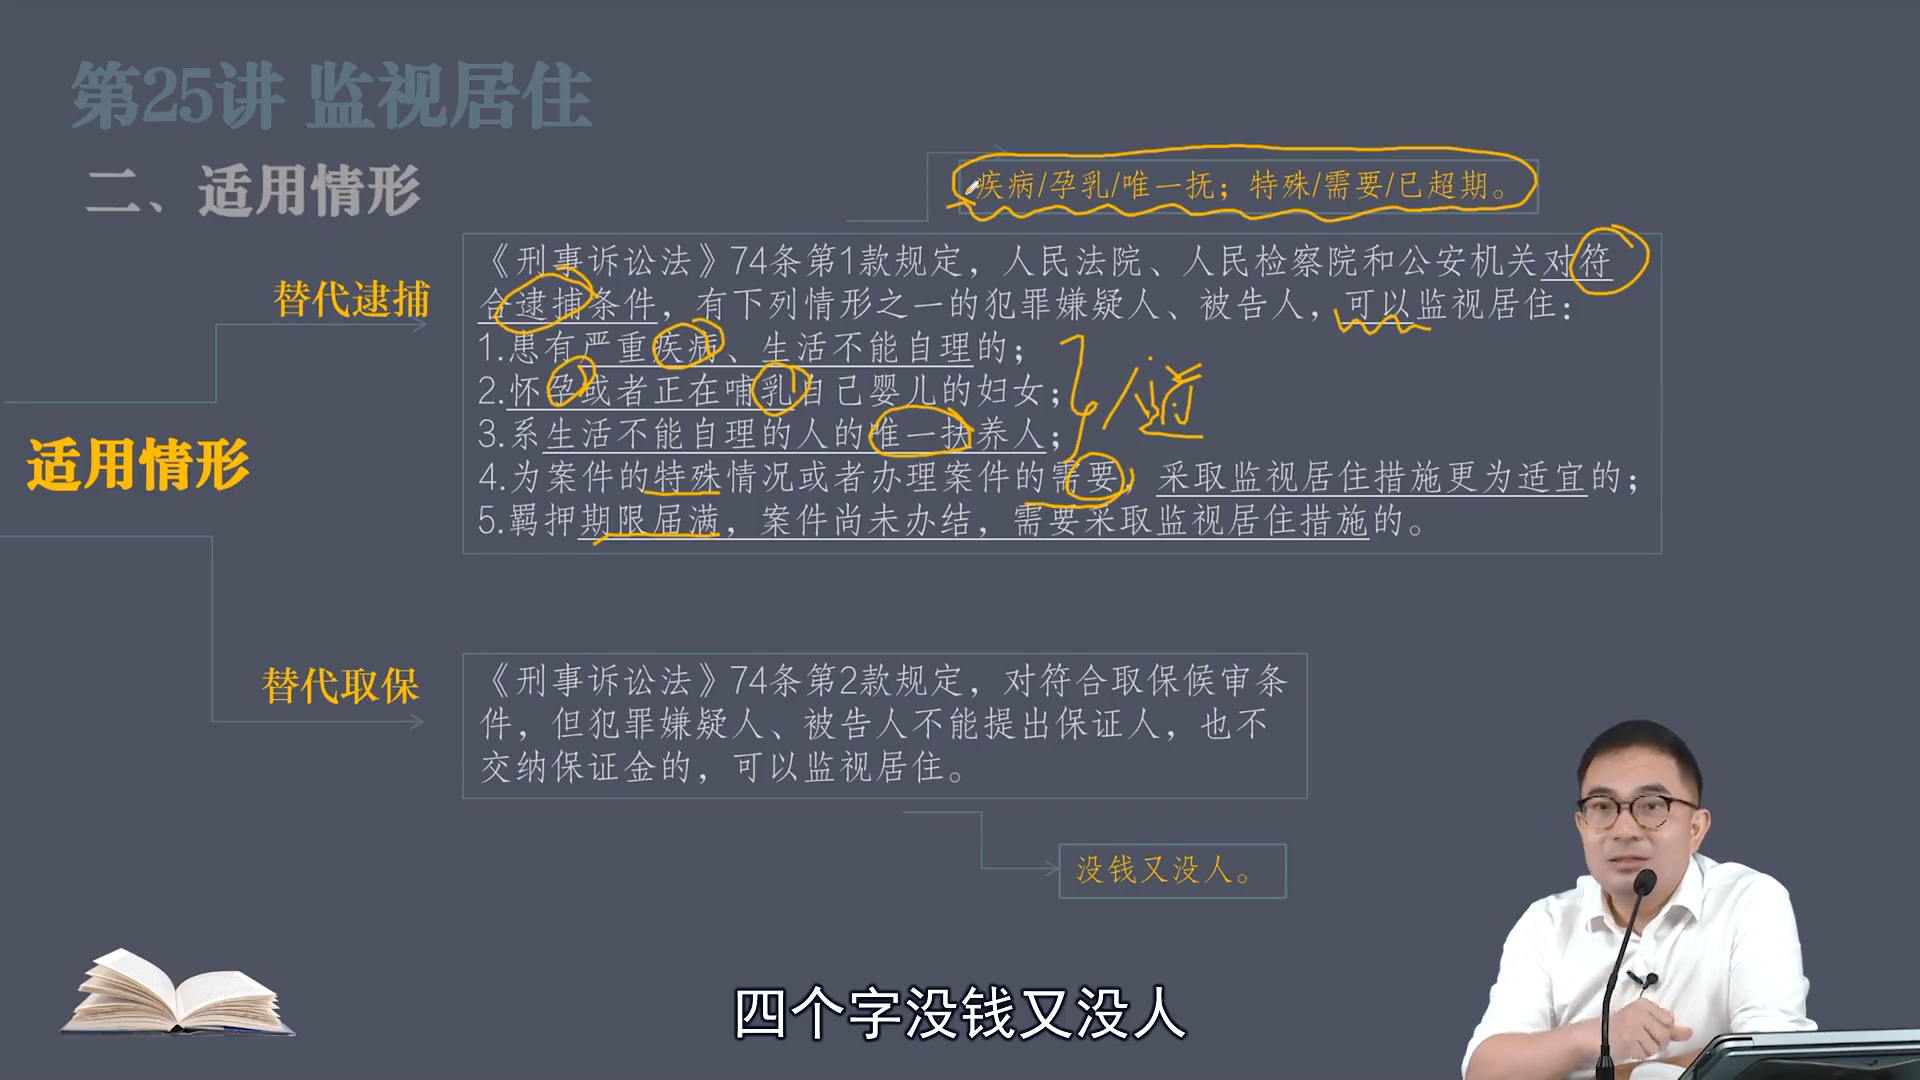 第25讲 监视居住
二、适用情形
疾病/孕乳/唯一抚；特殊/需要/已超期。
替代逮捕
《刑事诉讼法》74条第1款规定，人民法院、人民检察院和公安机关对符
合逮捕条件，有下列情形之一的犯罪嫌疑人、被告人，可以监视居住：
1.患有严重疾病、生活不能自理的；
2.怀孕或者正在哺乳自己婴儿的妇女；
3.系生活不能自理的人的唯一扶养人；
4.为案件的特殊情况或者办理案件的需要，采取监视居住措施更为适宜的；
5.羁押期限届满，案件尚未办结，需要采取监视居住措施的。
人道
适用情形
替代取保
《刑事诉讼法》74条第2款规定，对符合取保候审条
件，但犯罪嫌疑人、被告人不能提出保证人，也不
交纳保证金的，可以监视居住。
没钱又没人。
四个字没钱又没人